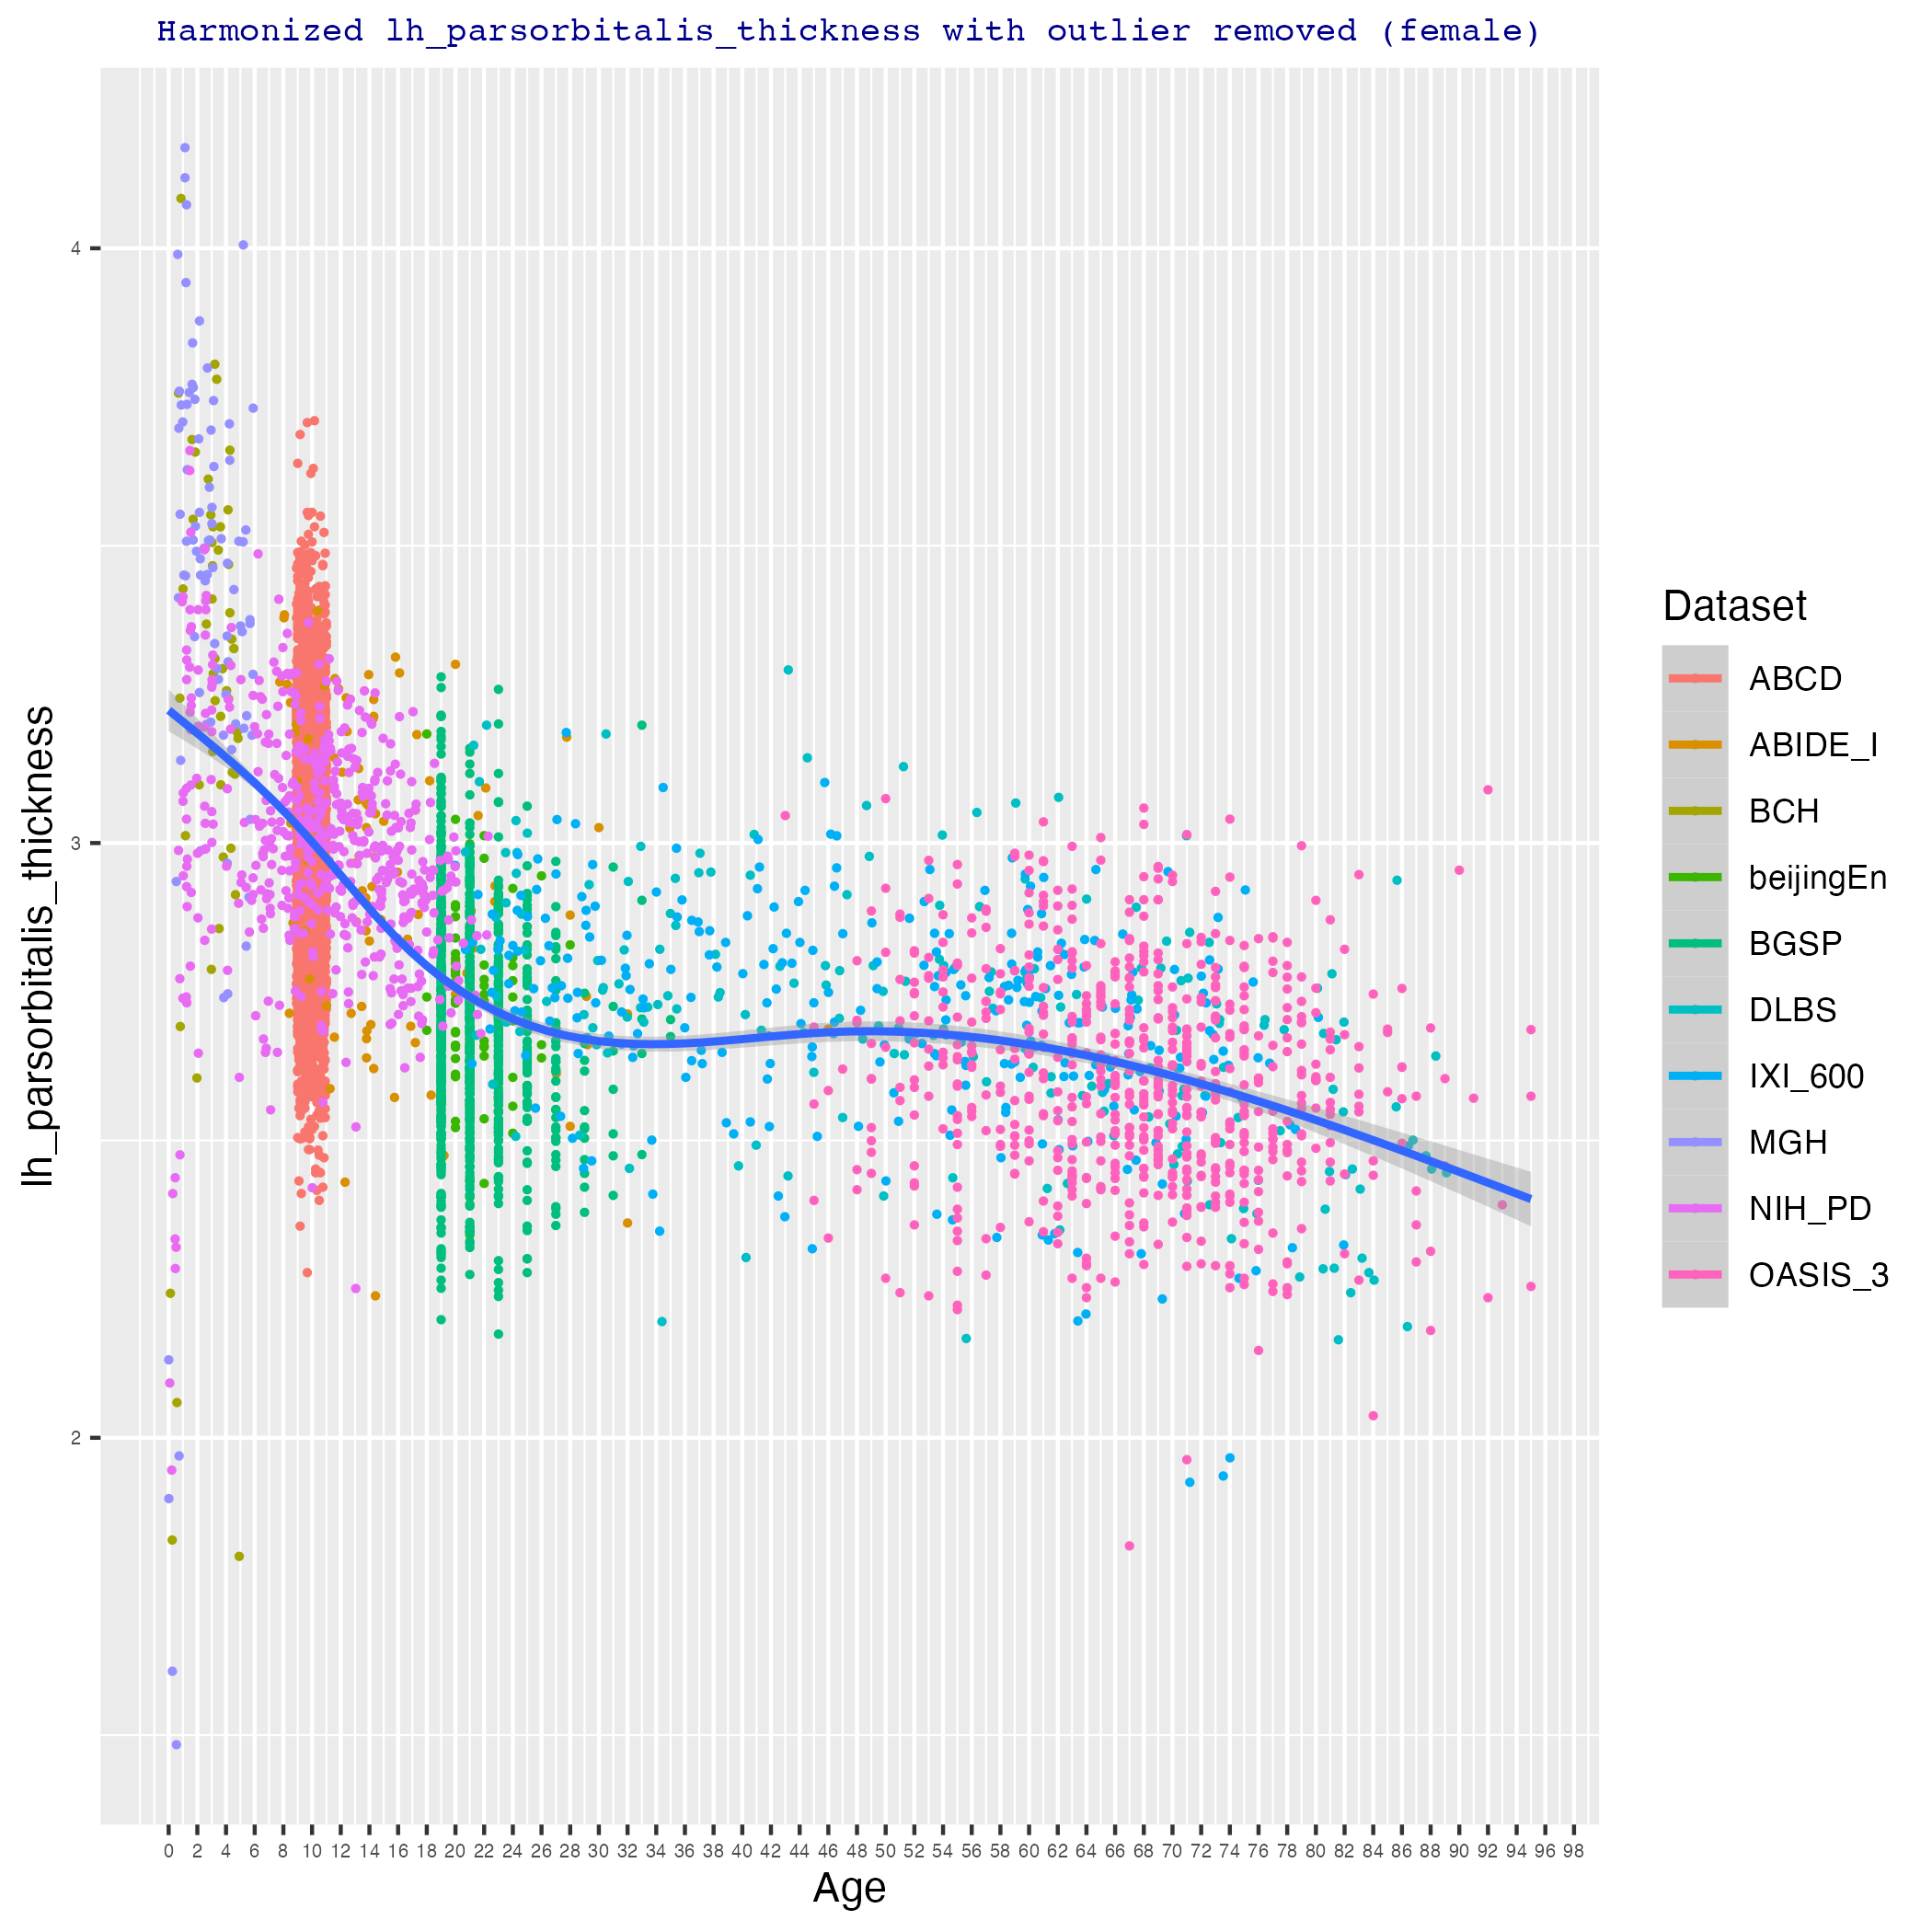 Harmonized lh_parsorbitalis_thickness with outlier removed (female)
lh_parsorbitalis_thickness
4
3
2
0 2 4 6 8 10 12 14 16 18 20 22 24 26 28 30 32 34 36 38 40 42 44 46 48 50 52 54 56 58 60 62 64 66 68 70 72 74 76 78 80 82 84 86 88 90 92 94 96 98
Age
Dataset
ABCD
ABIDE_I
BCH
beijingEn
BGSP
DLBS
IXI_600
MGH
NIH_PD
OASIS_3